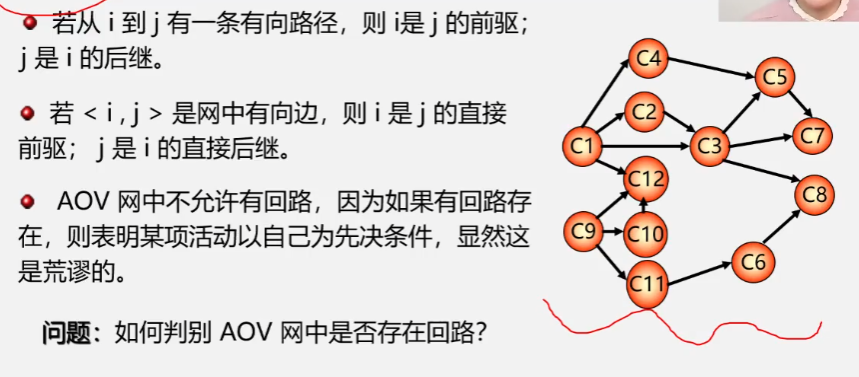 若从 i 到 j 有一条有向路径，则 i是 j 的前驱；
j 是 i 的后继。
若 < i , j > 是网中有向边，则 i 是 j 的直接
前驱； j 是 i 的直接后继。
AOV 网中不允许有回路，因为如果有回路存
在，则表明某项活动以自己为先决条件，显然这
是荒谬的。
问题：如何判别 AOV 网中是否存在回路？
C4
C5
C2
C7
C1
C3
C12
C8
C9
C10
C6
C11